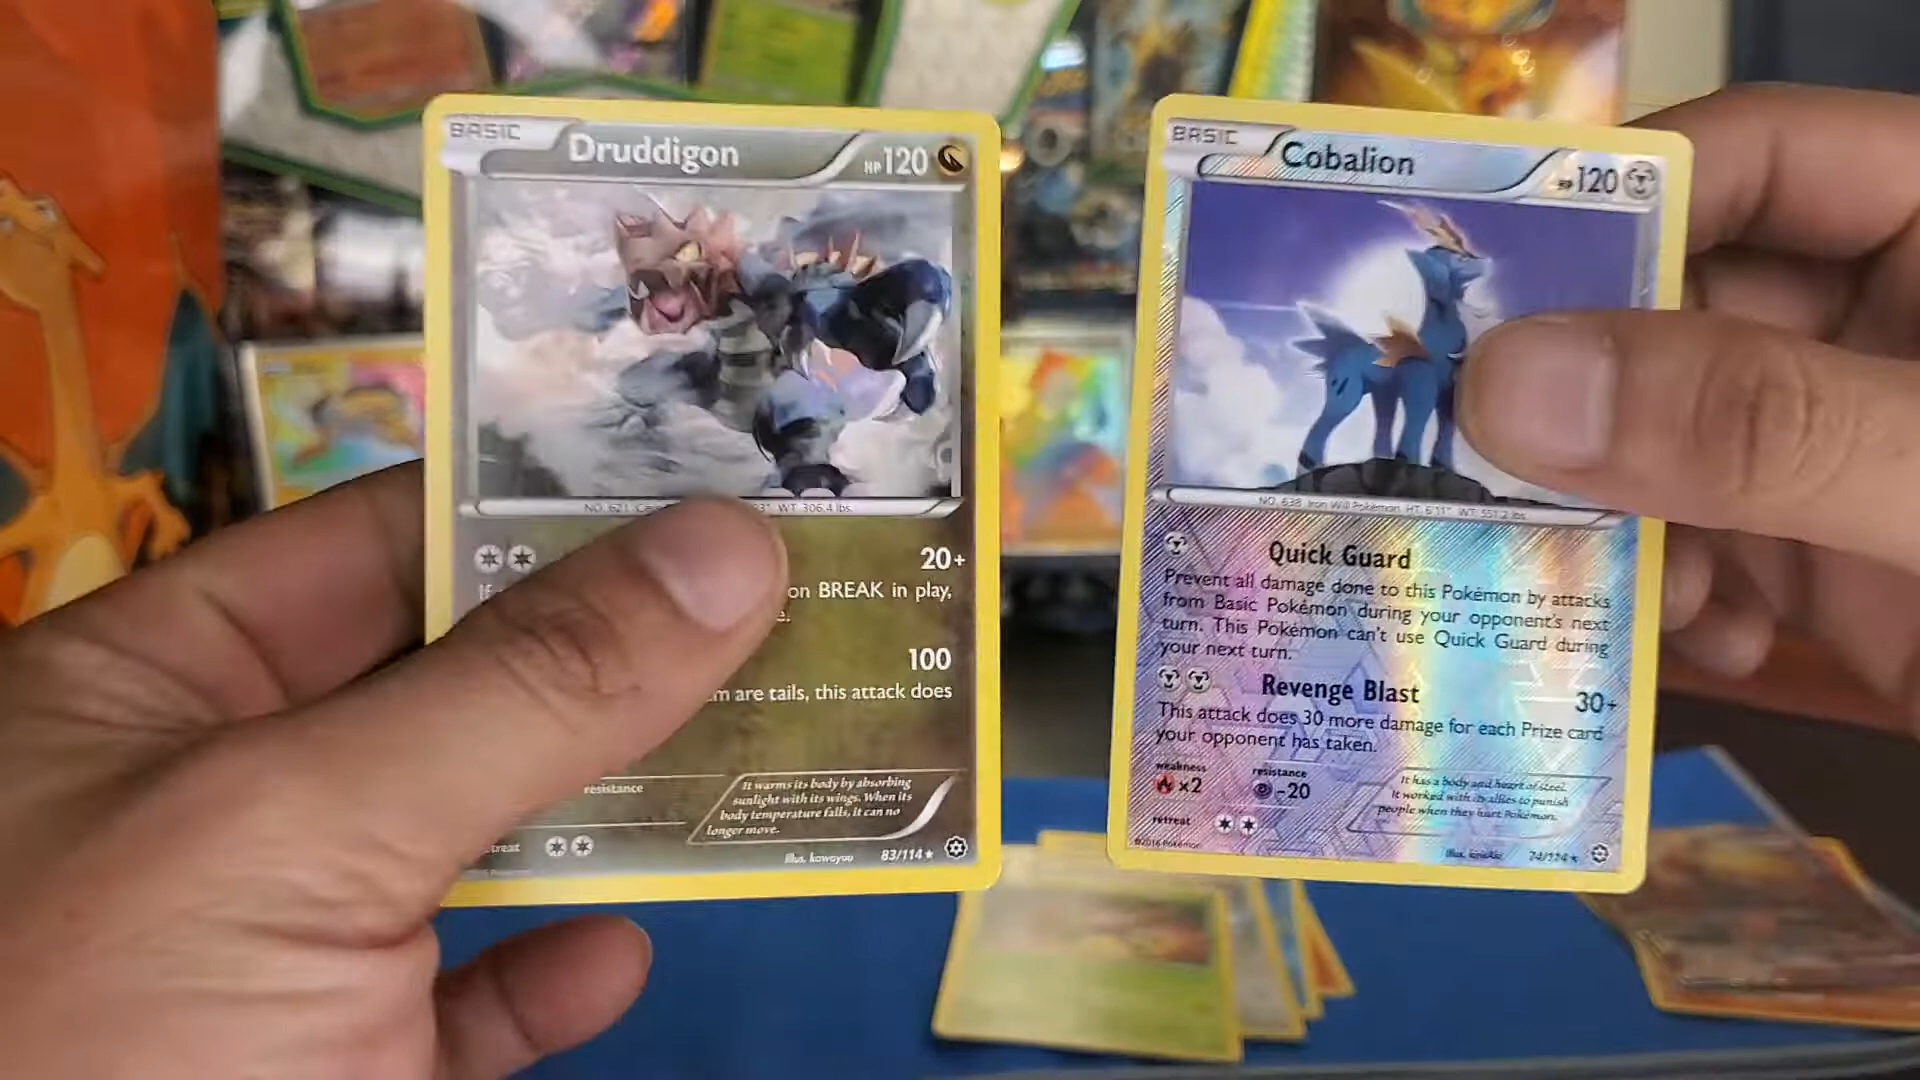 BASIC
Druddigon
HP120
NO. 621
WT. 306.4 lbs.
20+
If
on BREAK in play,
100
are tails, this attack does
resistance
It warms its body by absorbing
sunlight with its wings. When its
body temperature falls, it can no
longer move.
Illus. kawayoo
83/114
BASIC
Cobalion
HP120
NO. 638 Iron Will Pokémon HT. 6'11" WT. 551.2 lbs.
Quick Guard
Prevent all damage done to this Pokémon by attacks
from Basic Pokémon during your opponent's next
turn. This Pokémon can't use Quick Guard during
your next turn.
Revenge Blast
30+
This attack does 30 more damage for each Prize card
your opponent has taken.
weakness
×2
resistance
-20
retreat
It has a body and heart of steel.
It worked with its allies to punish
people when they hurt Pokémon.
©2016 Pokémon
Illus.
74/114